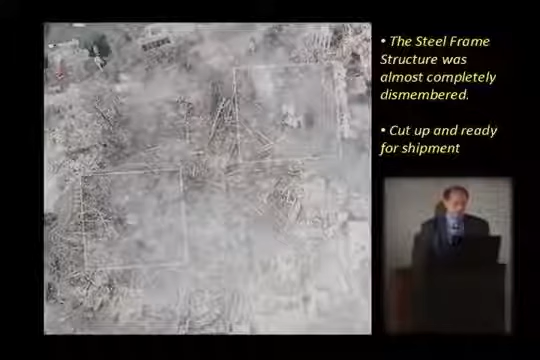 • The Steel Frame
Structure was
almost completely
dismembered.
• Cut up and ready
for shipment